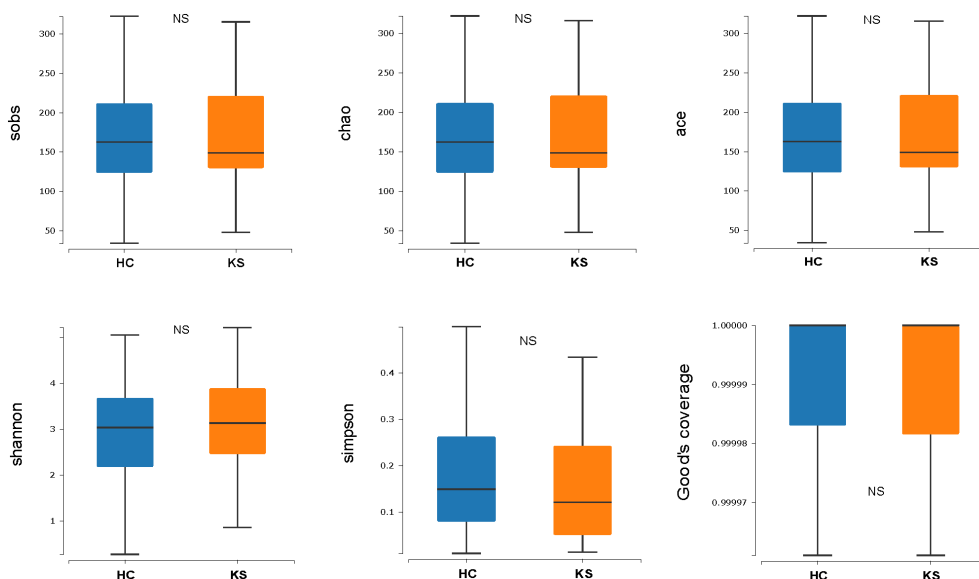 NS
sobs
300
250
200
150
100
50
HC
KS
NS
chao
300
250
200
150
100
50
HC
KS
NS
ace
300
250
200
150
100
50
HC
KS
NS
shannon
4
3
2
1
HC
KS
NS
simpson
0.4
0.3
0.2
0.1
HC
KS
Good's coverage
1.00000
0.99999
0.99998
0.99997
NS
HC
KS